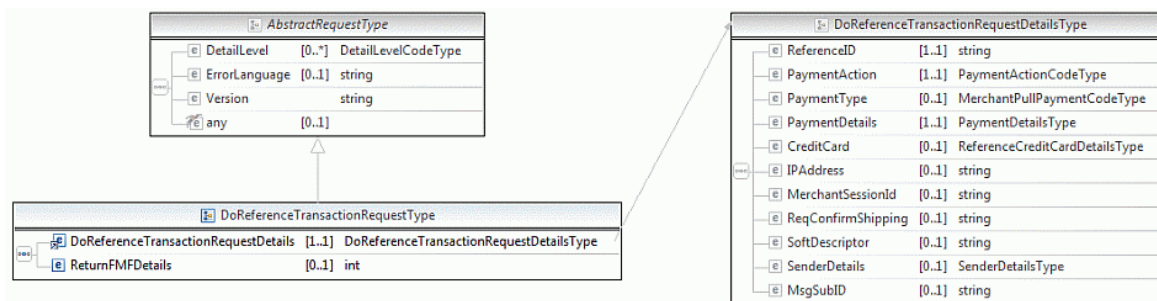 AbstractRequestType
DetailLevel [0..*] DetailLevelCodeType
ErrorLanguage [0..1] string
Version string
any [0..1]
DoReferenceTransactionRequestType
DoReferenceTransactionRequestDetails [1..1] DoReferenceTransactionRequestDetailsType
ReturnFMFDetails [0..1] int
DoReferenceTransactionRequestDetailsType
ReferenceID [1..1] string
PaymentAction [1..1] PaymentActionCodeType
PaymentType [0..1] MerchantPullPaymentCodeType
PaymentDetails [1..1] PaymentDetailsType
CreditCard [0..1] ReferenceCreditCardDetailsType
IPAddress [0..1] string
MerchantSessionId [0..1] string
ReqConfirmShipping [0..1] string
SoftDescriptor [0..1] string
SenderDetails [0..1] SenderDetailsType
MsgSubID [0..1] string